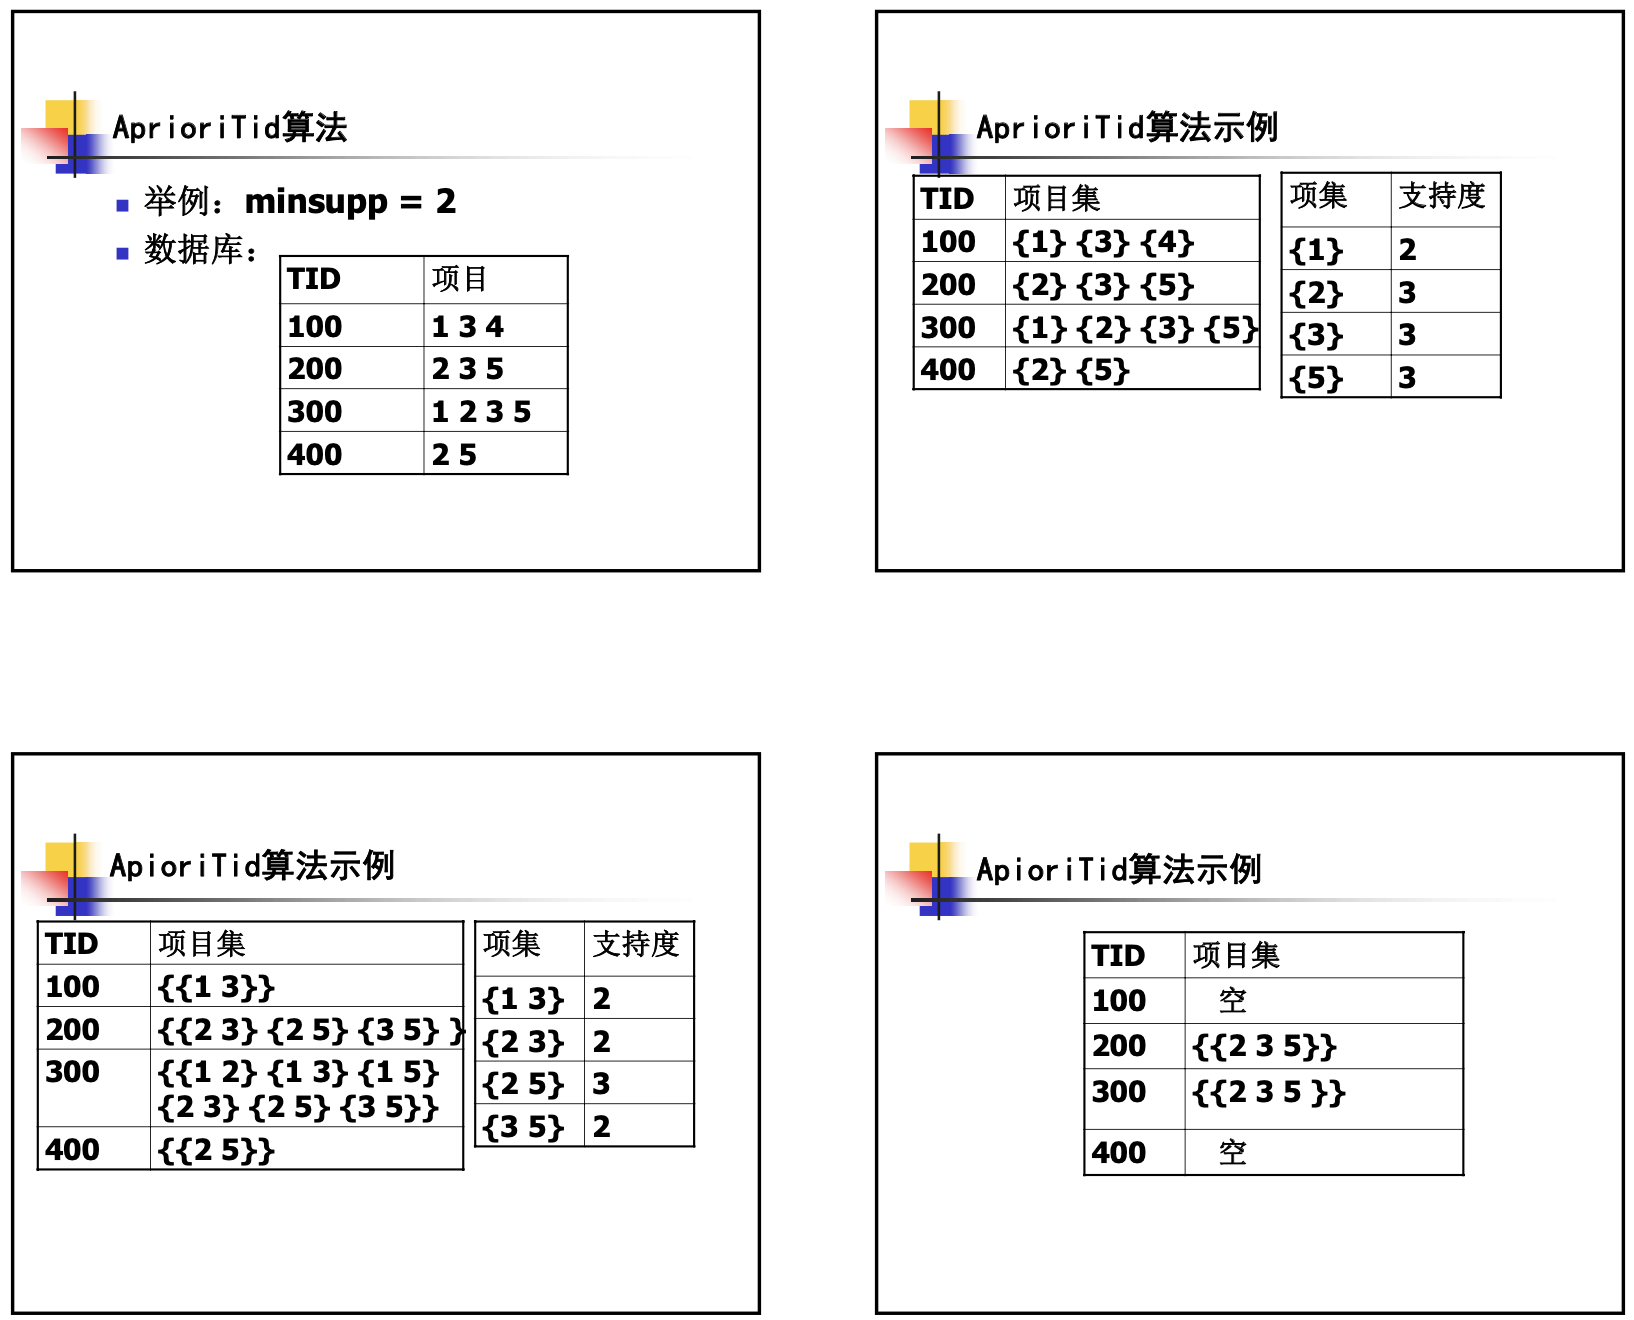 AprioriTid算法
举例：minsupp = 2
数据库：
TID 项目
100 1 3 4
200 2 3 5
300 1 2 3 5
400 2 5
AprioriTid算法示例
TID 项目集
100 {1} {3} {4}
200 {2} {3} {5}
300 {1} {2} {3} {5}
400 {2} {5}
项集 支持度
{1} 2
{2} 3
{3} 3
{5} 3
ApioriTid算法示例
TID 项目集
100 {{1 3}}
200 {{2 3} {2 5} {3 5} }
300 {{1 2} {1 3} {1 5}
{2 3} {2 5} {3 5}}
400 {{2 5}}
项集 支持度
{1 3} 2
{2 3} 2
{2 5} 3
{3 5} 2
ApioriTid算法示例
TID 项目集
100 空
200 {{2 3 5}}
300 {{2 3 5 }}
400 空